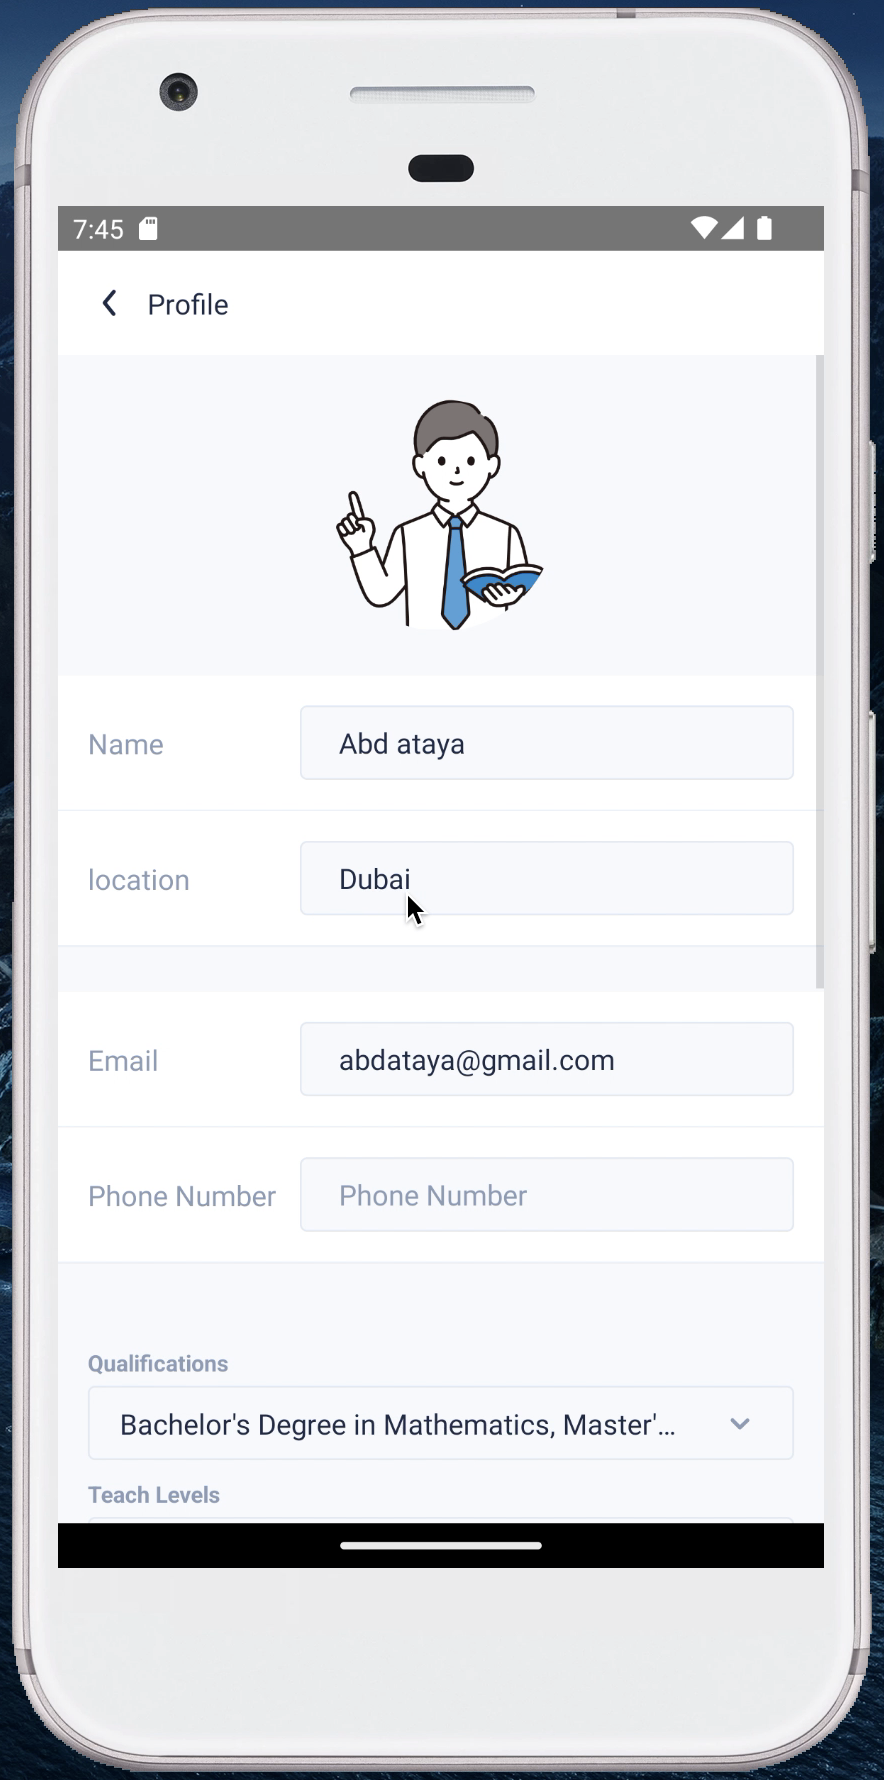 7:45
Profile
Name
Abd ataya
location
Dubai
Email
abdataya@gmail.com
Phone Number
Phone Number
Qualifications
Bachelor's Degree in Mathematics, Master'...
Teach Levels